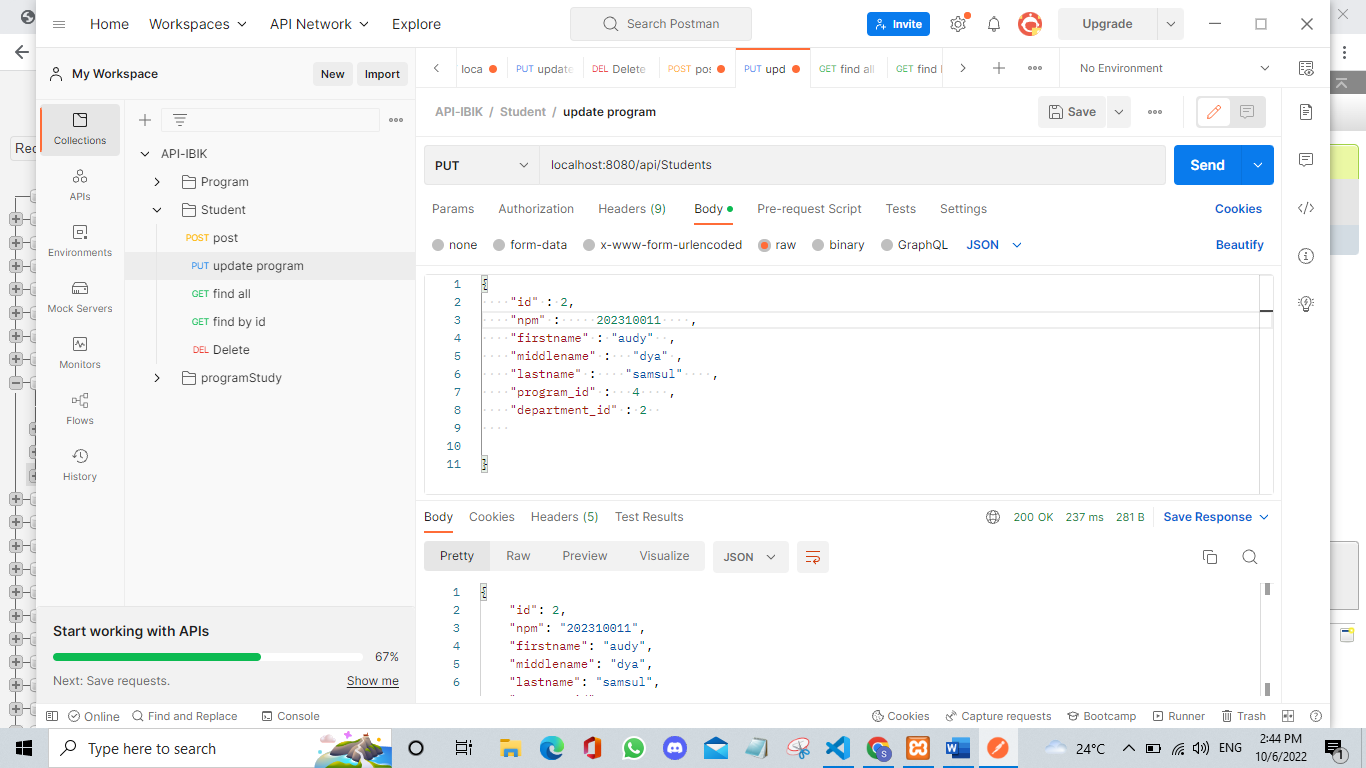 Home Workspaces API Network Explore Search Postman Invite Upgrade
My Workspace New Import
loca PUT update DEL Delete POST pos PUT upd GET find all GET find No Environment
API-IBIK / Student / update program Save
Rec
Collections
APIs
Environments
Mock Servers
Monitors
Flows
History
API-IBIK
Program
Student
POST post
PUT update program
GET find all
GET find by id
DEL Delete
programStudy
PUT localhost:8080/api/Students Send
Params Authorization Headers (9) Body Pre-request Script Tests Settings Cookies
none form-data x-www-form-urlencoded raw binary GraphQL JSON Beautify
1 {
2 "id" : 2,
3 "npm" : 202310011 ,
4 "firstname" : "audy" ,
5 "middlename" : "dya" ,
6 "lastname" : "samsul" ,
7 "program_id" : 4 ,
8 "department_id" : 2
9
10
11 }
Body Cookies Headers (5) Test Results 200 OK 237 ms 281 B Save Response
Pretty Raw Preview Visualize JSON
1 {
2 "id": 2,
3 "npm": "202310011",
4 "firstname": "audy",
5 "middlename": "dya",
6 "lastname": "samsul",
Start working with APIs
67%
Next: Save requests. Show me
Online Find and Replace Console Cookies Capture requests Bootcamp Runner Trash
Type here to search
24°C ENG 2:44 PM
10/6/2022 1